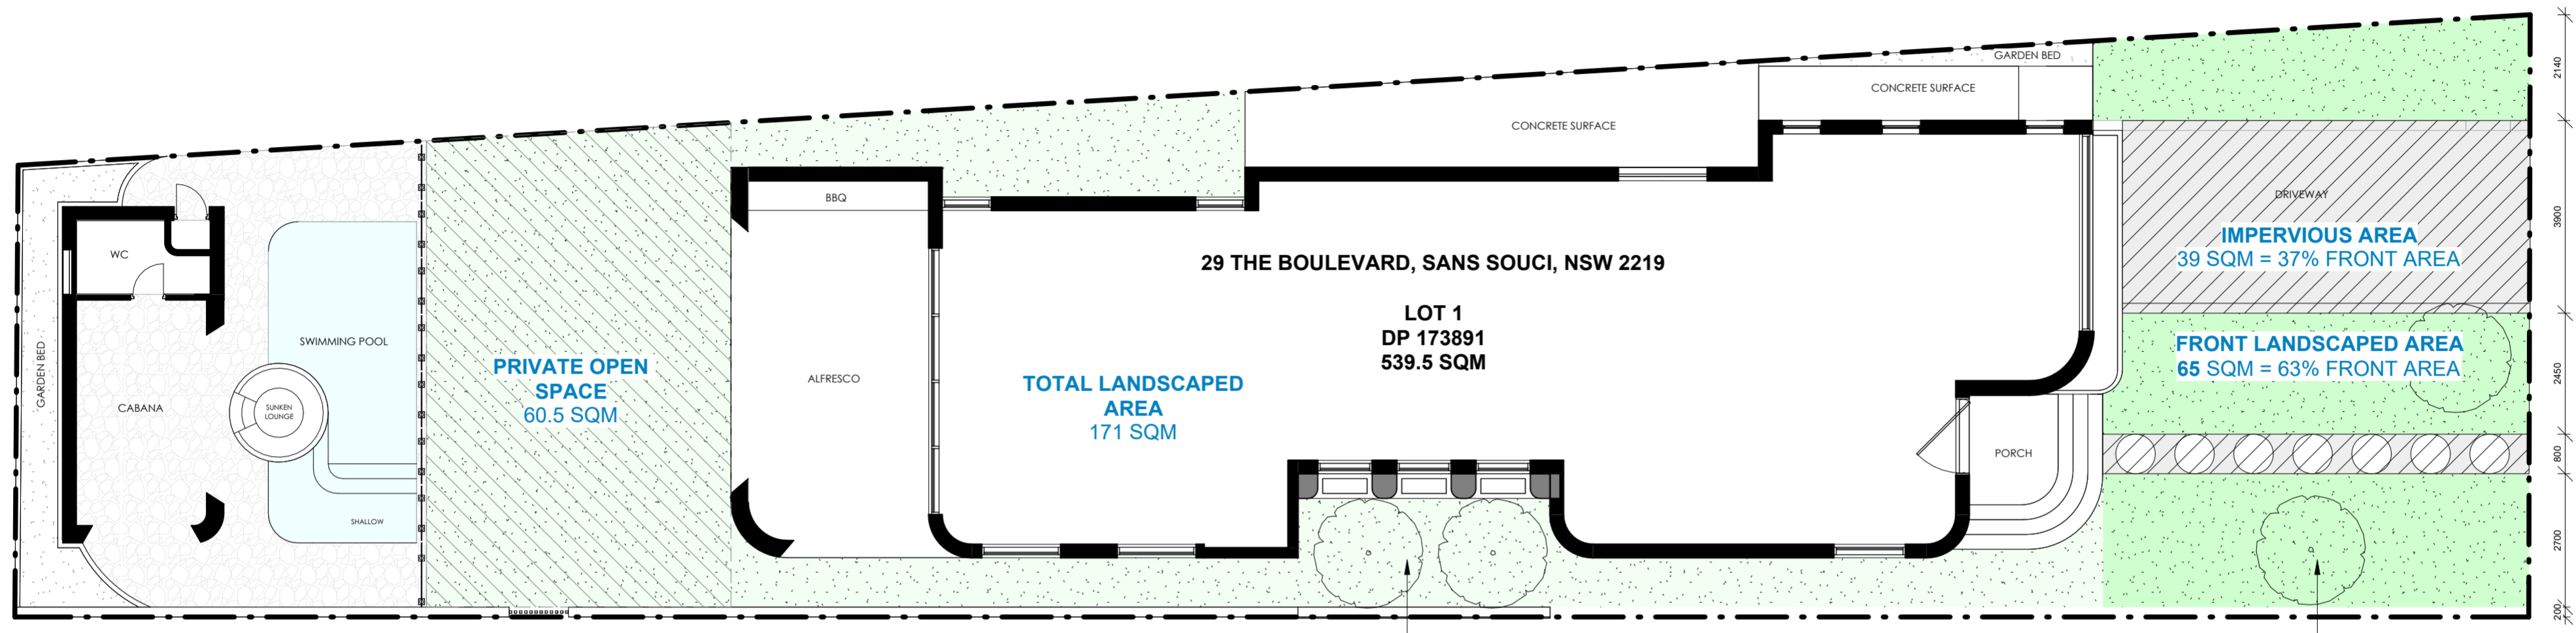 GARDEN BED
2140
CONCRETE SURFACE
CONCRETE SURFACE
DRIVEWAY
3900
BBQ
IMPERVIOUS AREA
39 SQM = 37% FRONT AREA
WC
29 THE BOULEVARD, SANS SOUCI, NSW 2219
LOT 1
DP 173891
539.5 SQM
SWIMMING POOL
FRONT LANDSCAPED AREA
65 SQM = 63% FRONT AREA
2450
GARDEN BED
PRIVATE OPEN
SPACE
60.5 SQM
ALFRESCO
TOTAL LANDSCAPED
AREA
171 SQM
CABANA
SUNKEN
LOUNGE
PORCH
800
SHALLOW
2700
200